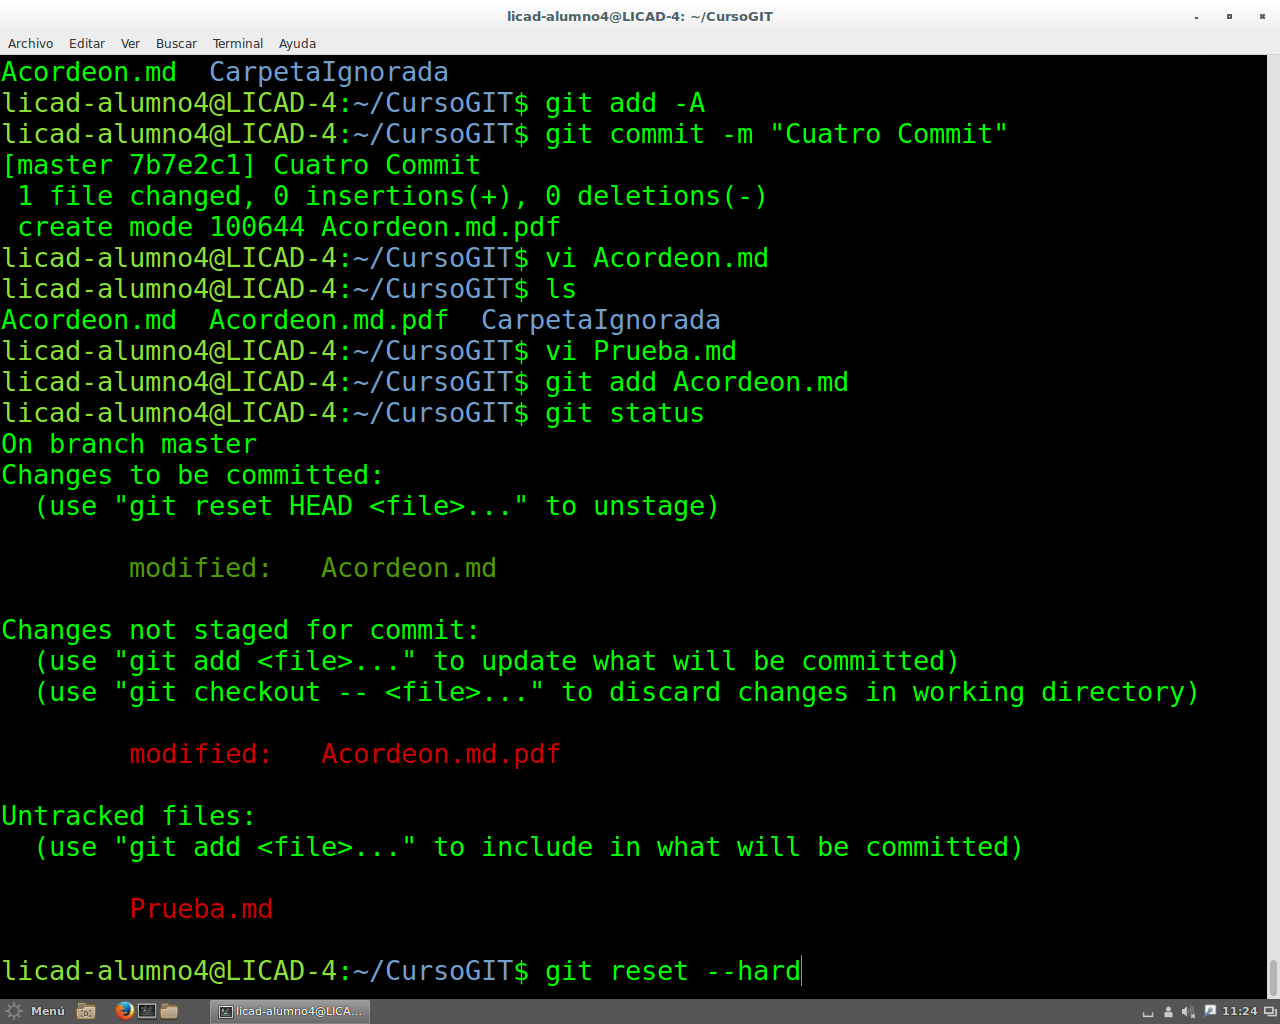 licad-alumno4@LICAD-4: ~/CursoGIT
Archivo Editar Ver Buscar Terminal Ayuda
Acordeon.md  CarpetaIgnorada
licad-alumno4@LICAD-4:~/CursoGIT$ git add -A
licad-alumno4@LICAD-4:~/CursoGIT$ git commit -m "Cuatro Commit"
[master 7b7e2c1] Cuatro Commit
 1 file changed, 0 insertions(+), 0 deletions(-)
 create mode 100644 Acordeon.md.pdf
licad-alumno4@LICAD-4:~/CursoGIT$ vi Acordeon.md
licad-alumno4@LICAD-4:~/CursoGIT$ ls
Acordeon.md  Acordeon.md.pdf  CarpetaIgnorada
licad-alumno4@LICAD-4:~/CursoGIT$ vi Prueba.md
licad-alumno4@LICAD-4:~/CursoGIT$ git add Acordeon.md
licad-alumno4@LICAD-4:~/CursoGIT$ git status
On branch master
Changes to be committed:
  (use "git reset HEAD <file>..." to unstage)
        modified:   Acordeon.md
Changes not staged for commit:
  (use "git add <file>..." to update what will be committed)
  (use "git checkout -- <file>..." to discard changes in working directory)
        modified:   Acordeon.md.pdf
Untracked files:
  (use "git add <file>..." to include in what will be committed)
        Prueba.md
licad-alumno4@LICAD-4:~/CursoGIT$ git reset --hard
Menú licad-alumno4@LICA... 11:24